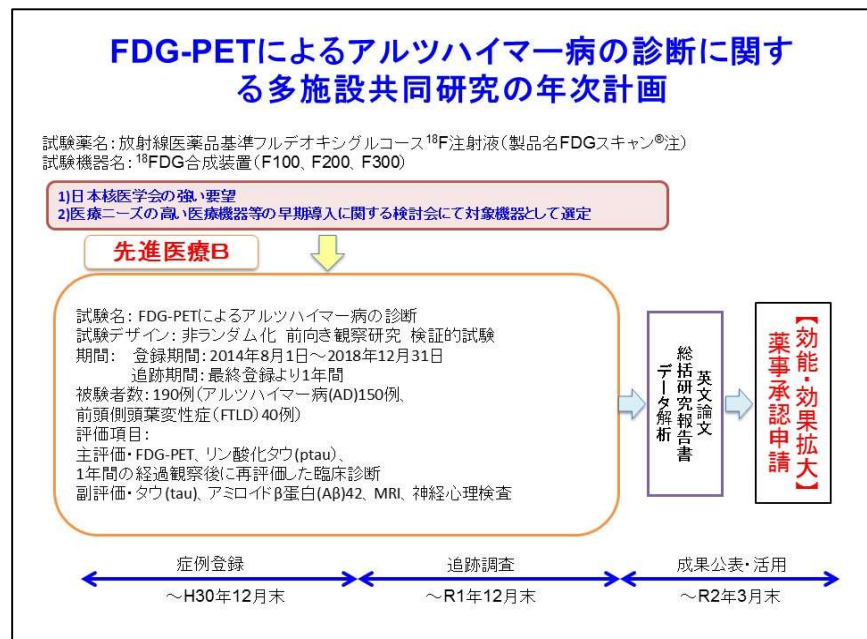 FDG-PETによるアルツハイマー病の診断に関す
る多施設共同研究の年次計画
試験薬名:放射線医薬品基準フルデオキシグルコース¹⁸F注射液(製品名FDGスキャン®注)
試験機器名:¹⁸FDG合成装置(F100、F200、F300)
1)日本核医学会の強い要望
2)医療ニーズの高い医療機器等の早期導入に関する検討会にて対象機器として選定
先進医療B
試験名:FDG-PETによるアルツハイマー病の診断
試験デザイン:非ランダム化 前向き観察研究 検証的試験
期間: 登録期間:2014年8月1日~2018年12月31日
追跡期間:最終登録より1年間
被験者数:190例(アルツハイマー病(AD)150例、
前頭側頭葉変性症(FTLD)40例)
評価項目:
主評価・FDG-PET、リン酸化タウ(ptau)、
1年間の経過観察後に再評価した臨床診断
副評価・タウ(tau)、アミロイドβ蛋白(Aβ)42、MRI、神経心理検査
英文論文
総括研究報告書
データ解析
【効能・効果拡大】
薬事承認申請
症例登録
追跡調査
成果公表・活用
~H30年12月末
~R1年12月末
~R2年3月末